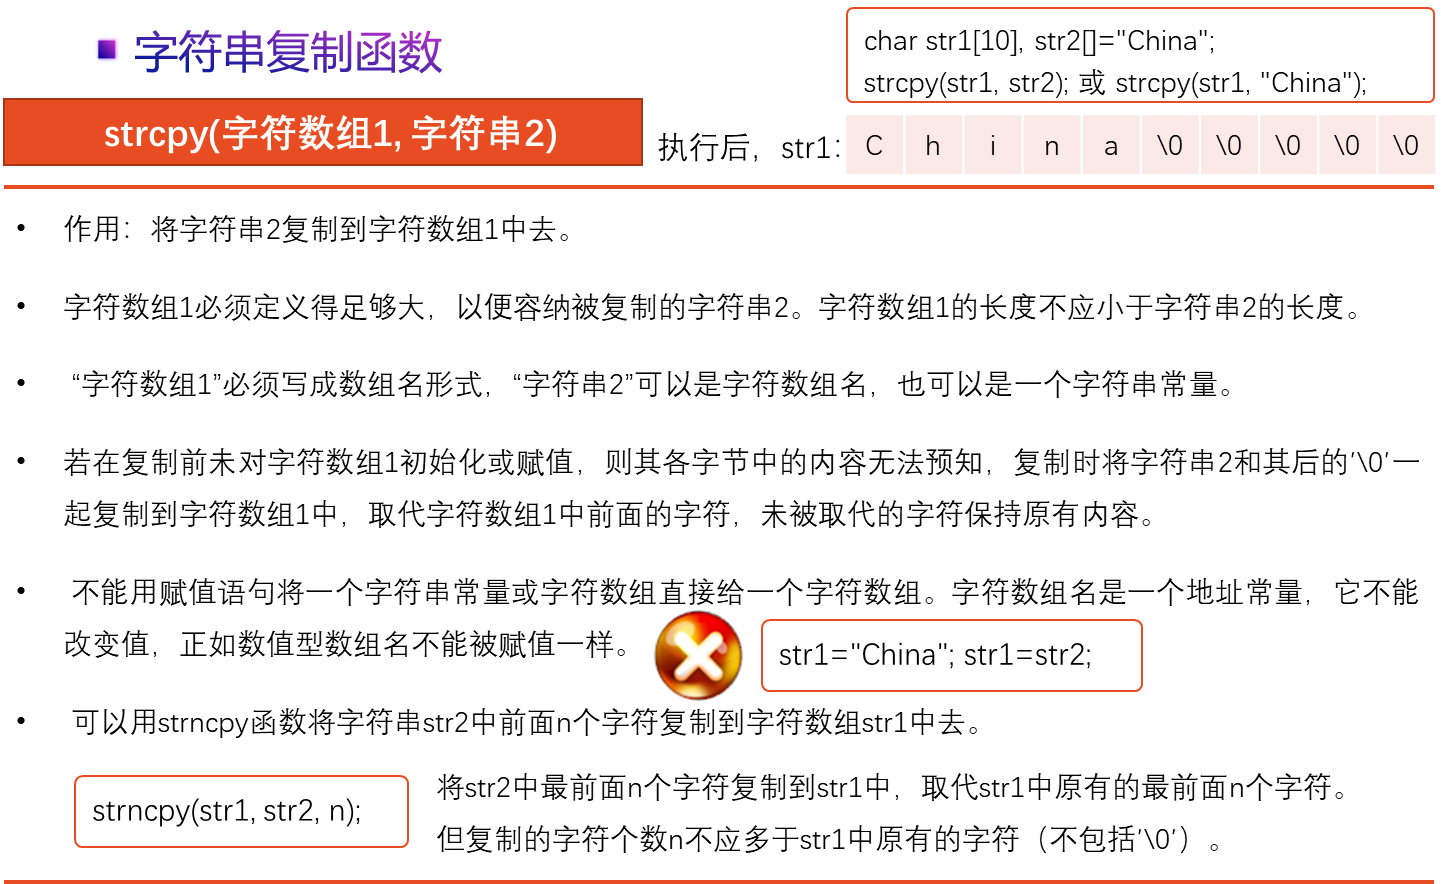 字符串复制函数
char str1[10], str2[]="China";
strcpy(str1, str2); 或 strcpy(str1, "China");
strcpy(字符数组1, 字符串2)
执行后，str1: C h i n a \0 \0 \0 \0 \0
• 作用：将字符串2复制到字符数组1中去。
• 字符数组1必须定义得足够大，以便容纳被复制的字符串2。字符数组1的长度不应小于字符串2的长度。
• “字符数组1”必须写成数组名形式，“字符串2”可以是字符数组名，也可以是一个字符串常量。
• 若在复制前未对字符数组1初始化或赋值，则其各字节中的内容无法预知，复制时将字符串2和其后的'\0'一
起复制到字符数组1中，取代字符数组1中前面的字符，未被取代的字符保持原有内容。
• 不能用赋值语句将一个字符串常量或字符数组直接给一个字符数组。字符数组名是一个地址常量，它不能
改变值，正如数值型数组名不能被赋值一样。
str1="China"; str1=str2;
• 可以用strncpy函数将字符串str2中前面n个字符复制到字符数组str1中去。
strncpy(str1, str2, n);
将str2中最前面n个字符复制到str1中，取代str1中原有的最前面n个字符。
但复制的字符个数n不应多于str1中原有的字符（不包括'\0'）。